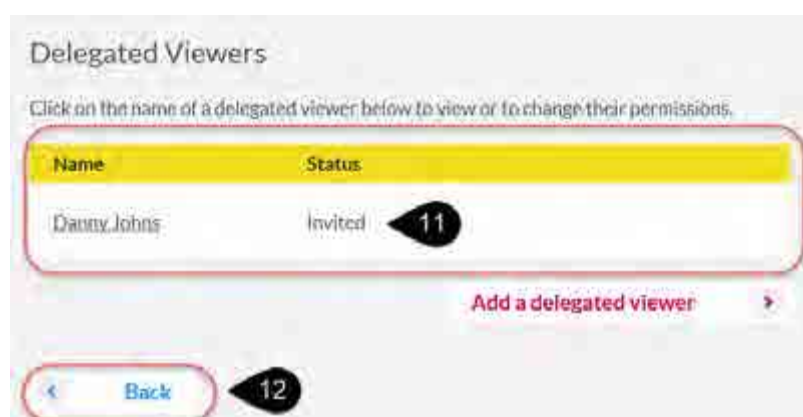 Delegated Viewers
Click on the name of a delegated viewer below to view or to change their permissions.
Name Status
Danny Johns Invited 11
Add a delegated viewer >
< Back 12